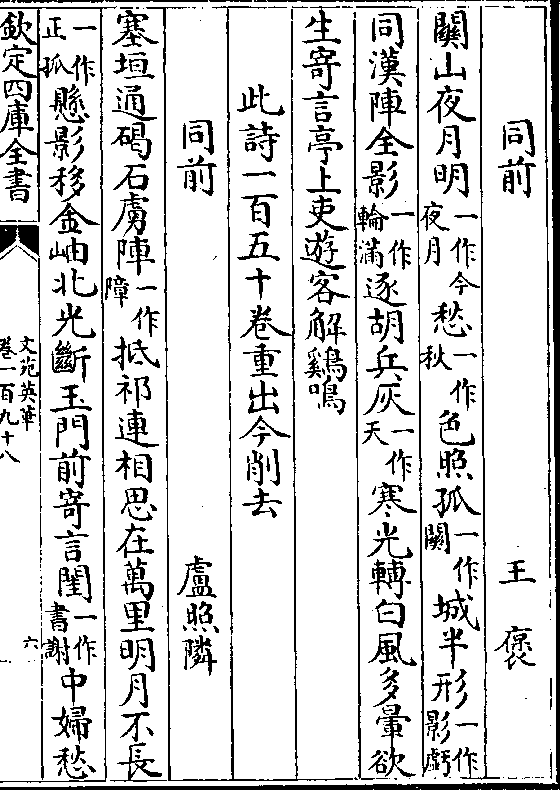 同前 王褒
關山夜月明一作今夜月愁一作秋色照孤一作關城半形一作影虧
同漢陣全影一作輪滿逐胡兵灰一作天寒光轉白風多暈欲
生寄言亭上吏遊客解鷄鳴
此詩一百五十卷重出今削去
同前 盧照隣
塞垣通碣石虜陣一作障抵祁連相思在萬里明月不長
一作正孤懸影移金岫北光斷玉門前寄言閨一作書謝中婦愁
欽定四庫全書
文苑英華
卷一百九十八
六